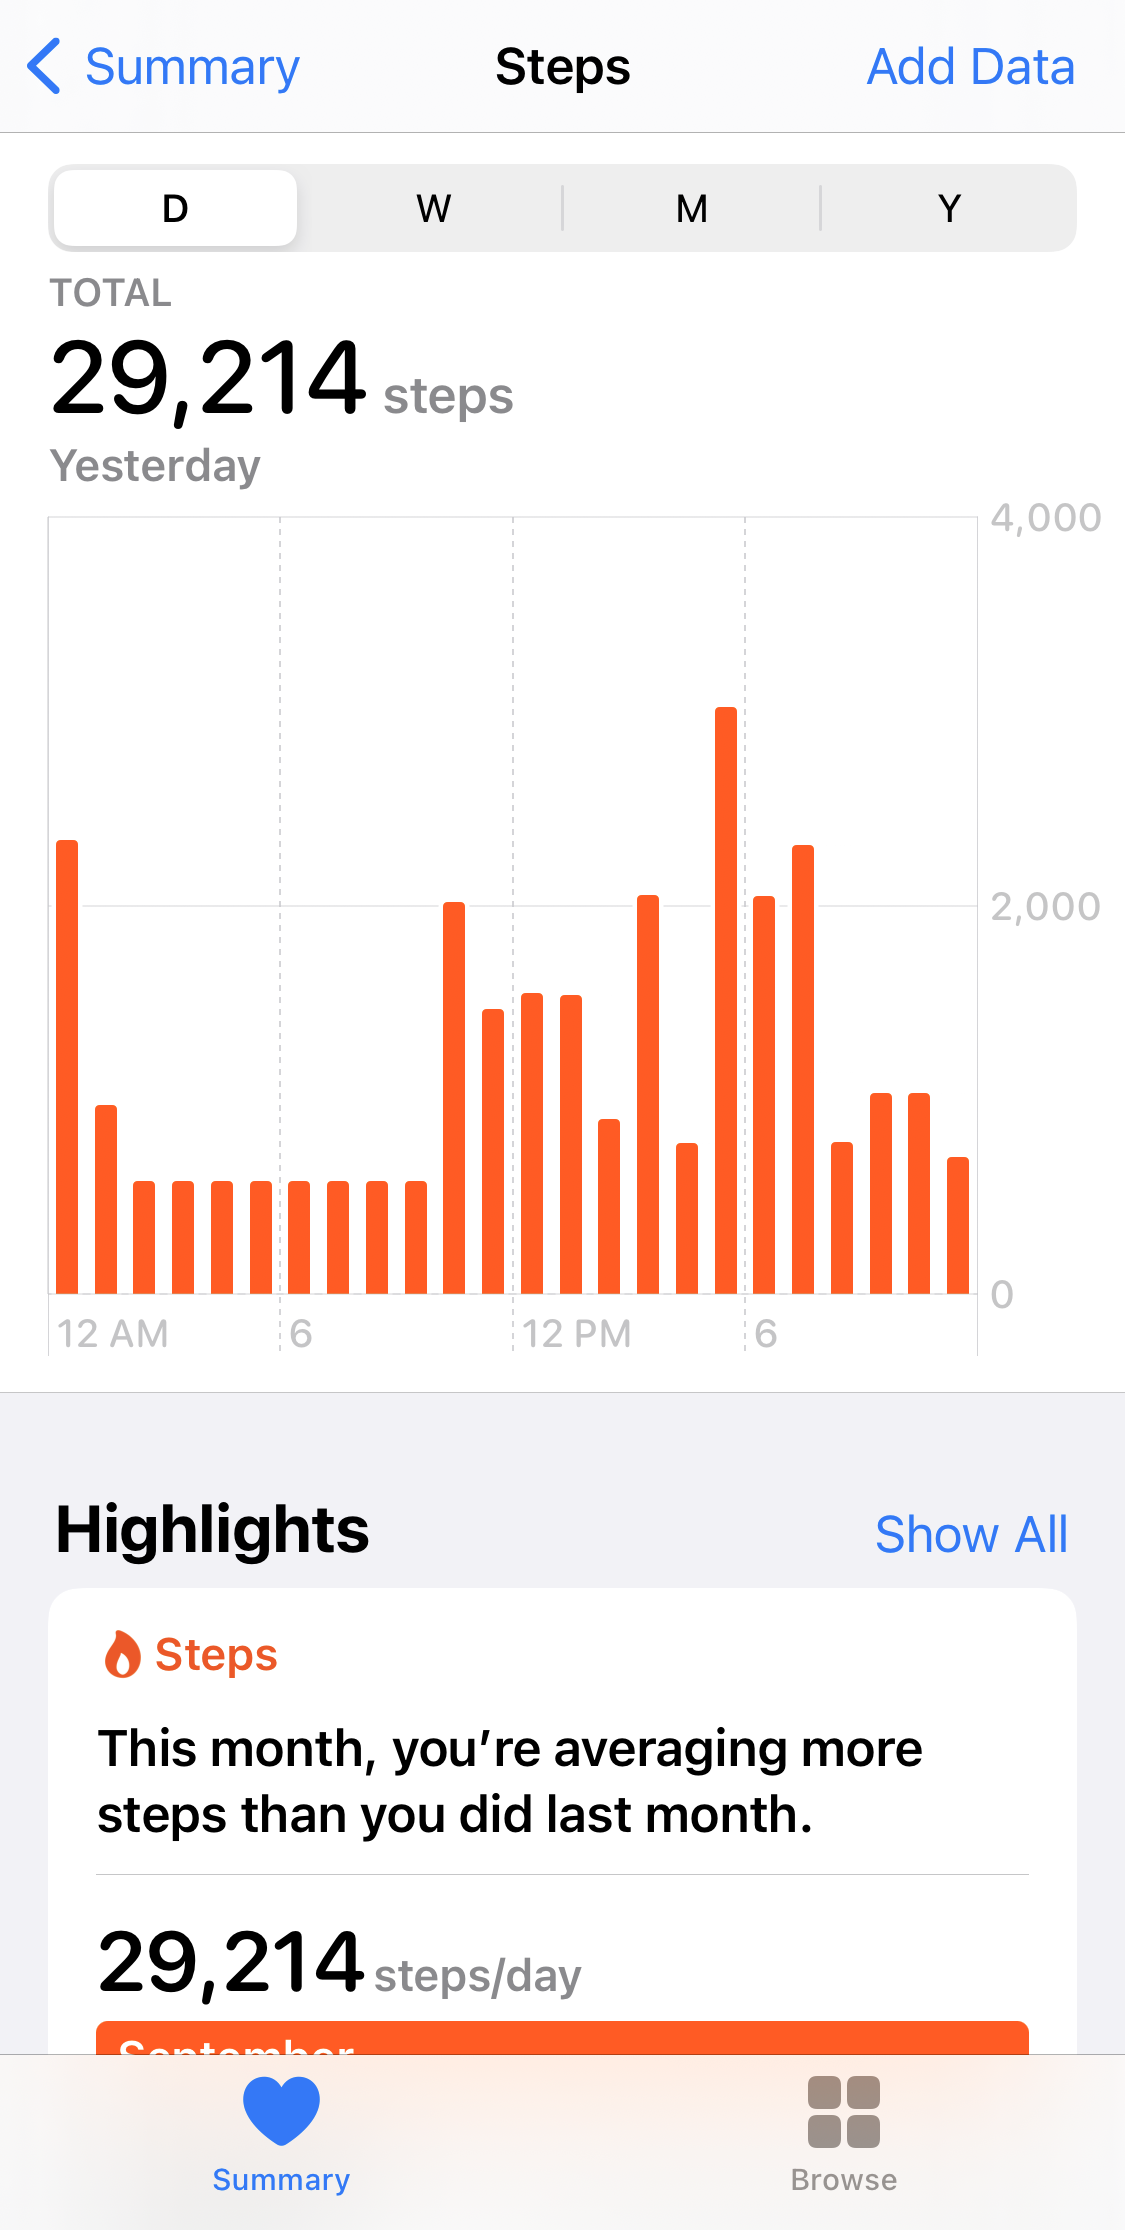 Summary
Steps
Add Data
D
W
M
Y
TOTAL
29,214 steps
Yesterday
4,000
2,000
0
12 AM
6
12 PM
6
Highlights
Show All
Steps
This month, you’re averaging more
steps than you did last month.
29,214 steps/day
September
Summary
Browse